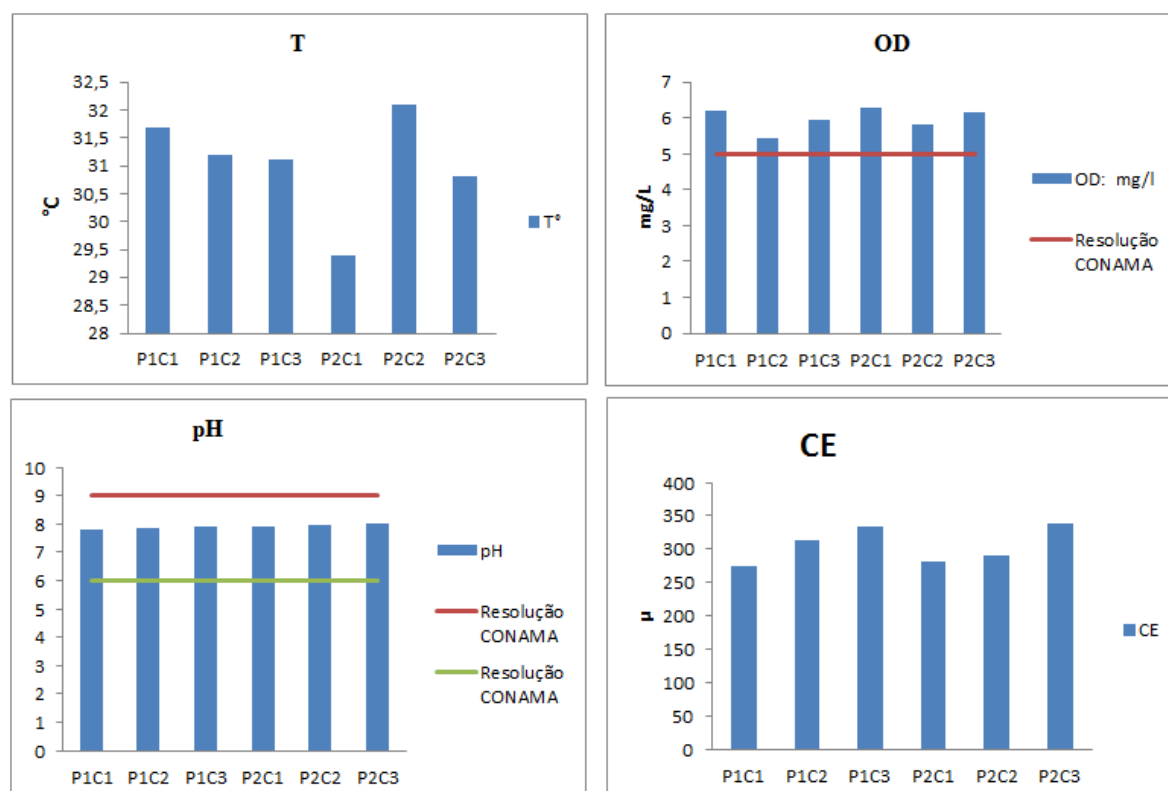 T
°C
32,5
32
31,5
31
30,5
30
29,5
29
28,5
28
P1C1 P1C2 P1C3 P2C1 P2C2 P2C3
T°
OD
mg/L
7
6
5
4
3
2
1
0
P1C1 P1C2 P1C3 P2C1 P2C2 P2C3
OD: mg/l
Resolução
CONAMA
pH
10
9
8
7
6
5
4
3
2
1
0
P1C1 P1C2 P1C3 P2C1 P2C2 P2C3
pH
Resolução
CONAMA
Resolução
CONAMA
CE
µ
400
350
300
250
200
150
100
50
0
P1C1 P1C2 P1C3 P2C1 P2C2 P2C3
CE